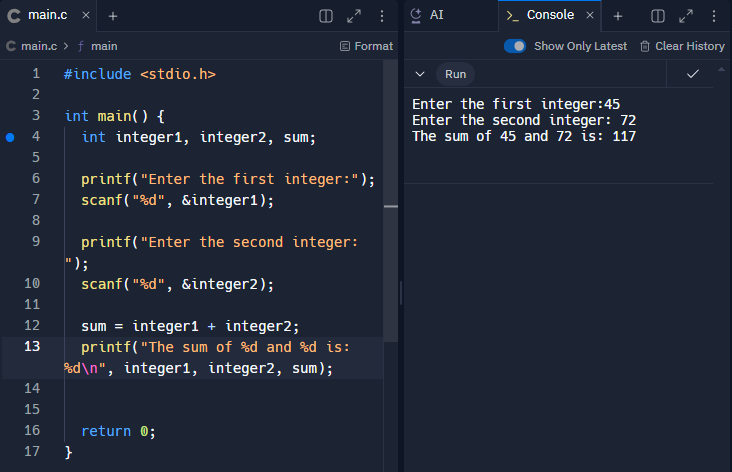 main.c
main.c > f main
Format
1 #include <stdio.h>
2
3 int main() {
4 int integer1, integer2, sum;
5
6 printf("Enter the first integer:");
7 scanf("%d", &integer1);
8
9 printf("Enter the second integer:
");
10 scanf("%d", &integer2);
11
12 sum = integer1 + integer2;
13 printf("The sum of %d and %d is:
%d\n", integer1, integer2, sum);
14
15
16 return 0;
17 }
AI
Console
Show Only Latest
Clear History
Run
Enter the first integer:45
Enter the second integer: 72
The sum of 45 and 72 is: 117